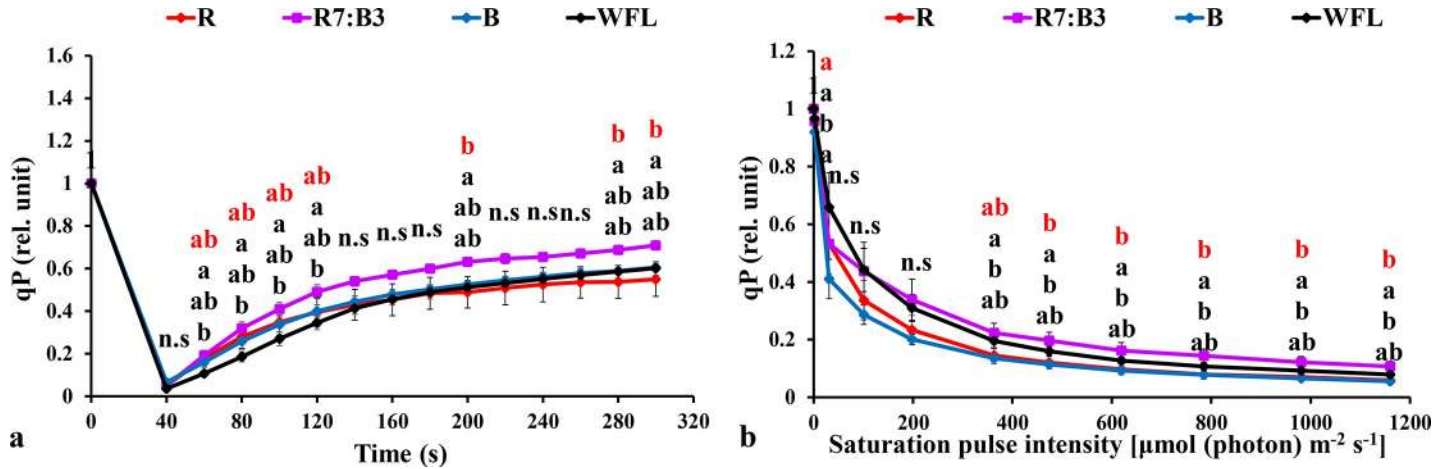 R R7:B3 B WFL
qP (rel. unit)
1.6
1.4
1.2
1
0.8
0.6
0.4
0.2
0
n.s
ab
a
ab
b
ab
a
ab
b
ab
a
ab
b
ab
a
ab
b
n.s
n.s
n.s
b
a
ab
ab
n.s
n.s
n.s
b
a
ab
ab
b
a
ab
ab
0 40 80 120 160 200 240 280 320
a Time (s)
R R7:B3 B WFL
qP (rel. unit)
1.2
1
0.8
0.6
0.4
0.2
0
a
a
b
a
n.s
n.s
ab
a
b
ab
b
a
b
ab
b
a
b
ab
b
a
b
ab
b
a
b
ab
b
a
b
ab
0 200 400 600 800 1000 1200
b Saturation pulse intensity [µmol (photon) m-2 s-1]